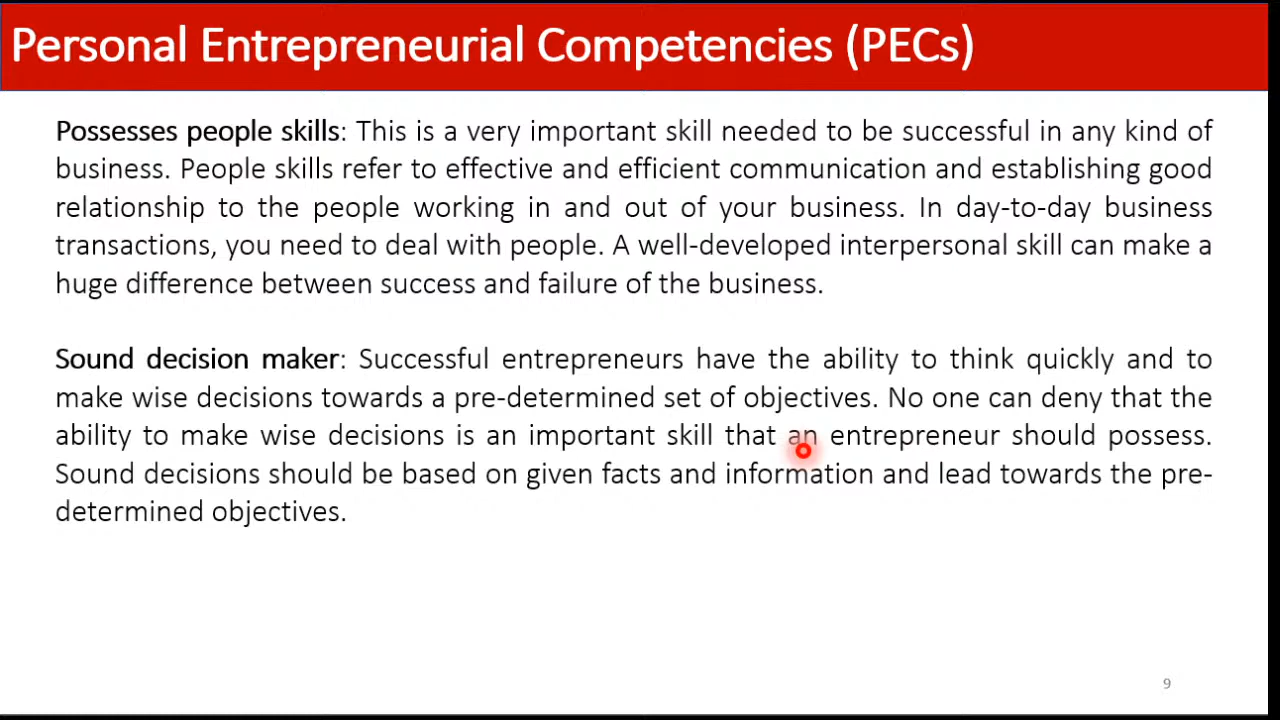 Personal Entrepreneurial Competencies (PECs)
Possesses people skills: This is a very important skill needed to be successful in any kind of
business. People skills refer to effective and efficient communication and establishing good
relationship to the people working in and out of your business. In day-to-day business
transactions, you need to deal with people. A well-developed interpersonal skill can make a
huge difference between success and failure of the business.
Sound decision maker: Successful entrepreneurs have the ability to think quickly and to
make wise decisions towards a pre-determined set of objectives. No one can deny that the
ability to make wise decisions is an important skill that an entrepreneur should possess.
Sound decisions should be based on given facts and information and lead towards the pre-
determined objectives.
9